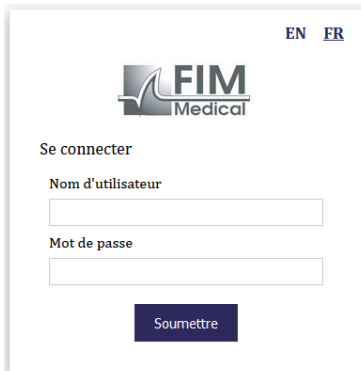 EN FR
FIM
Medical
Se connecter
Nom d'utilisateur
Mot de passe
Soumettre